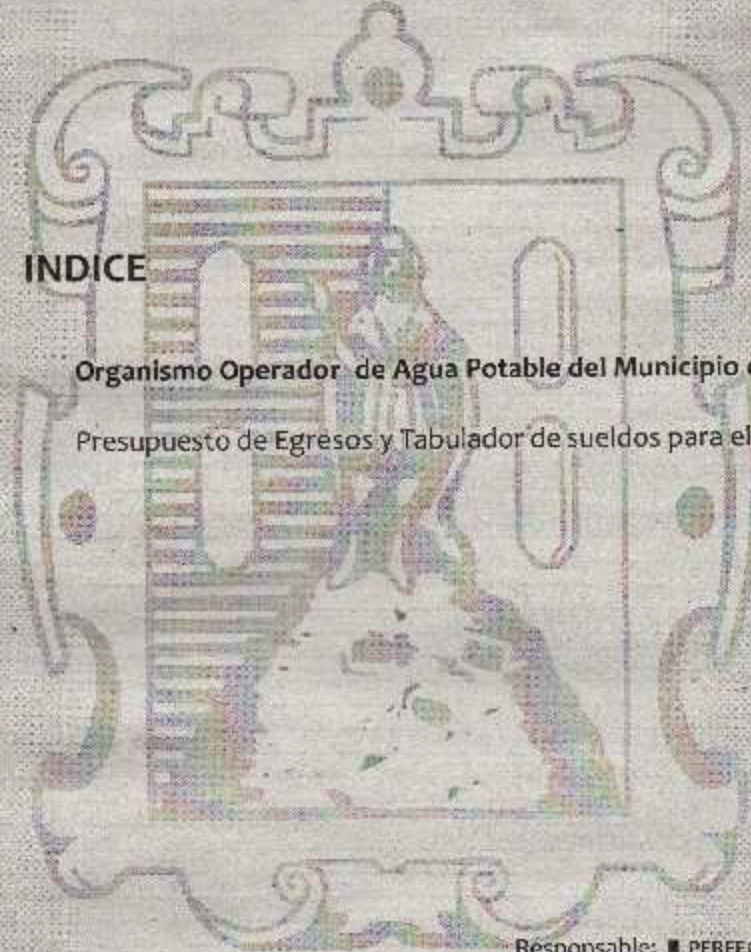 INDICE
Organismo Operador de Agua Potable del Municipio
Presupuesto de Egresos y Tabulador de sueldos para el
Responsable: